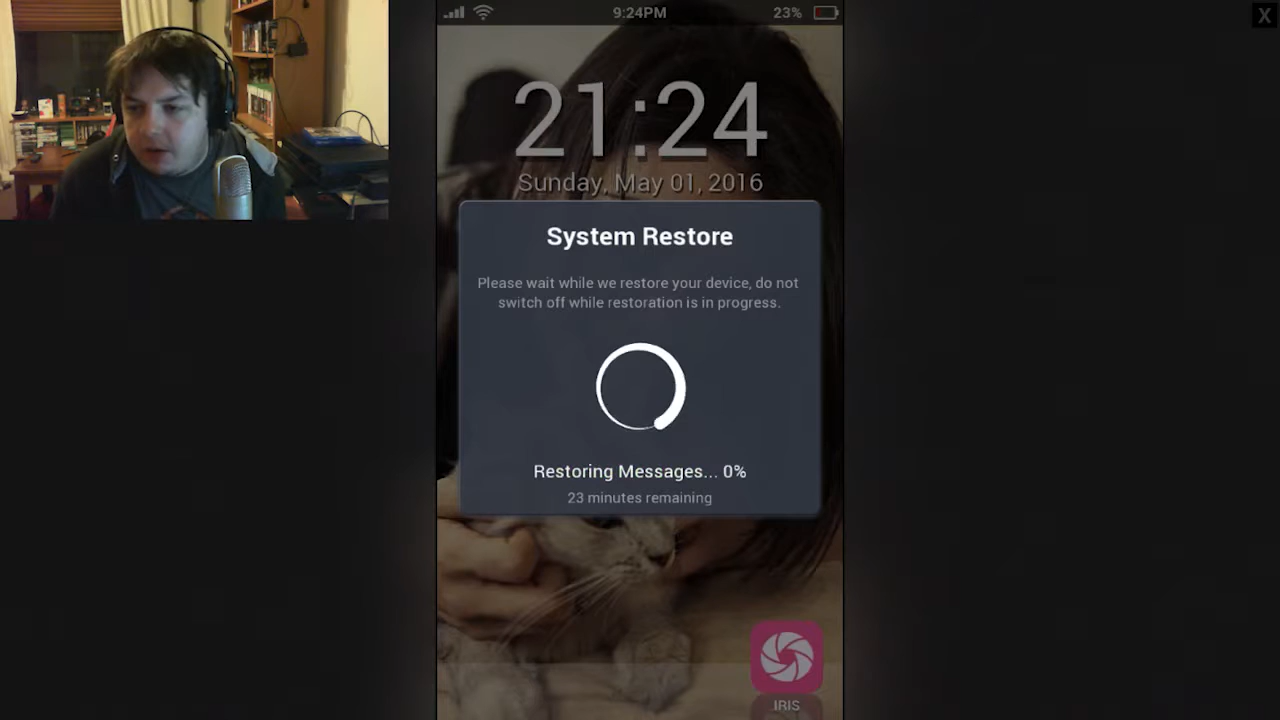 9:24PM
23%
X
21:24
Sunday, May 01, 2016
System Restore
Please wait while we restore your device, do not
switch off while restoration is in progress.
Restoring Messages... 0%
23 minutes remaining
IRIS